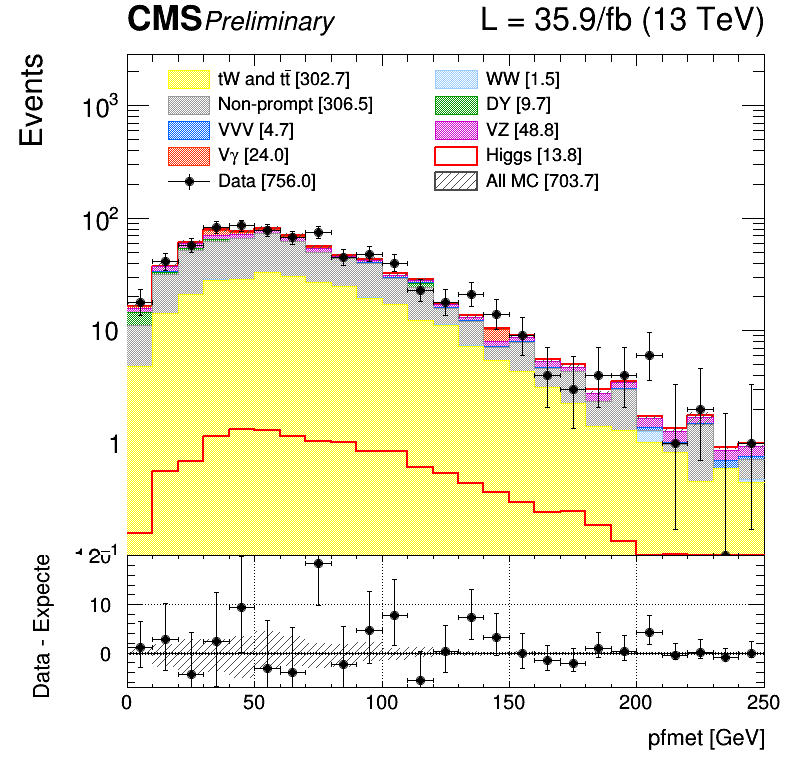 CMS Preliminary L = 35.9/fb (13 TeV)
Events
tW and tt̄ [302.7] WW [1.5]
Non-prompt [306.5] DY [9.7]
VVV [4.7] VZ [48.8]
Vγ [24.0] Higgs [13.8]
Data [756.0] All MC [703.7]
10³
10²
10
1
Data - Expecte
10
0
0 50 100 150 200 250
pfmet [GeV]